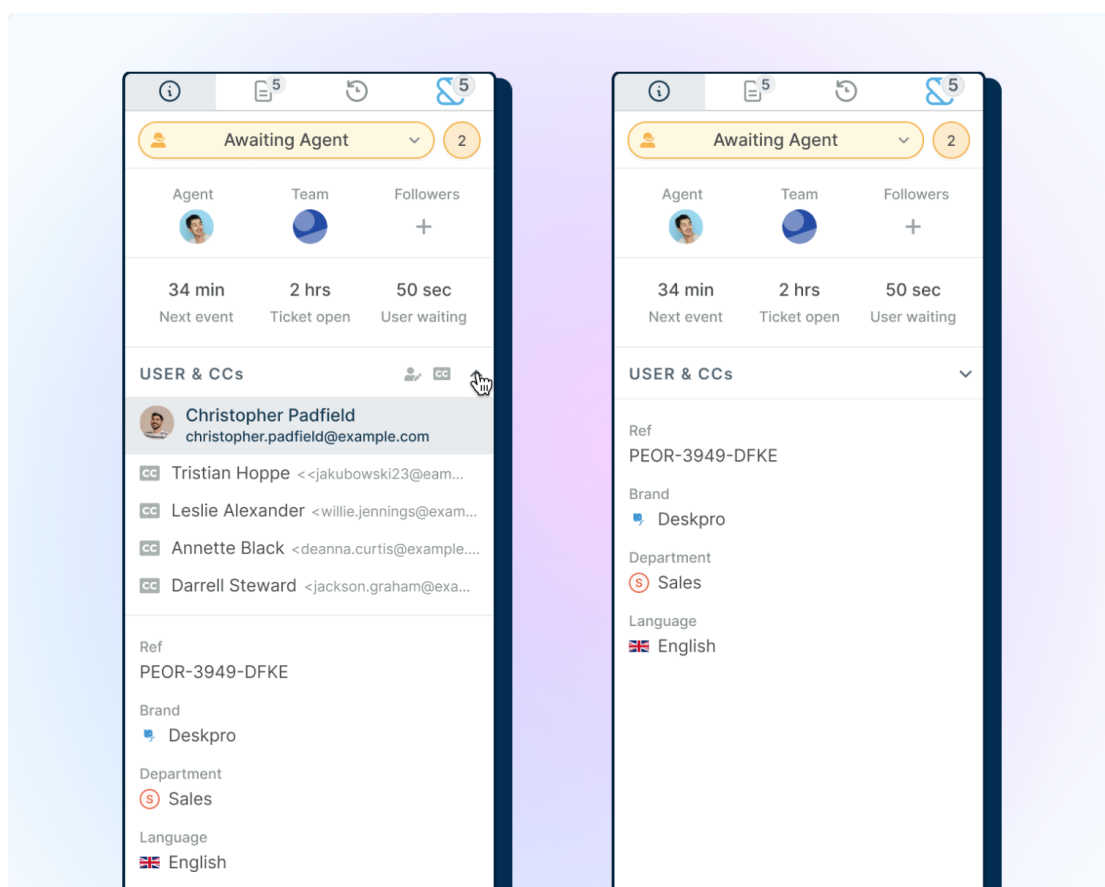 5
5
Awaiting Agent
2
Agent Team Followers
34 min 2 hrs 50 sec
Next event Ticket open User waiting
USER & CCs CC
Christopher Padfield
christopher.padfield@example.com
CC Tristian Hoppe <<jakubowski23@eam...
CC Leslie Alexander <willie.jennings@exam...
CC Annette Black <deanna.curtis@example....
CC Darrell Steward <jackson.graham@exa...
Ref
PEOR-3949-DFKE
Brand
Deskpro
Department
S Sales
Language
English
5
5
Awaiting Agent
2
Agent Team Followers
34 min 2 hrs 50 sec
Next event Ticket open User waiting
USER & CCs
Ref
PEOR-3949-DFKE
Brand
Deskpro
Department
S Sales
Language
English